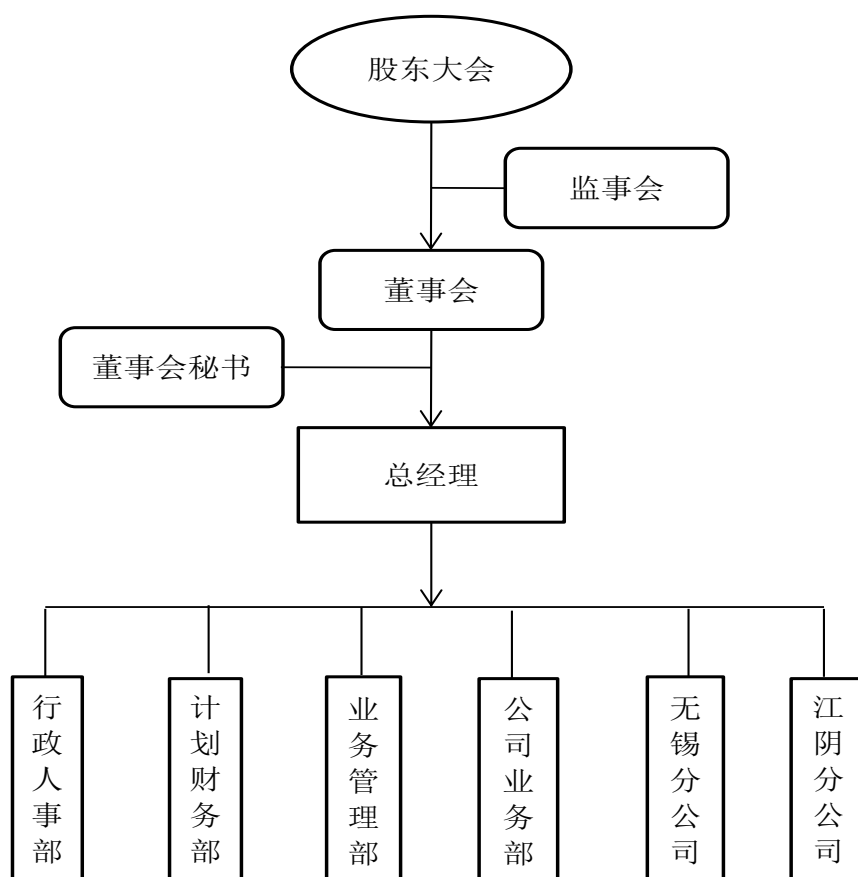 股东大会
监事会
董事会
董事会秘书
总经理
行政人事部
计划财务部
业务管理部
公司业务部
无锡分公司
江阴分公司